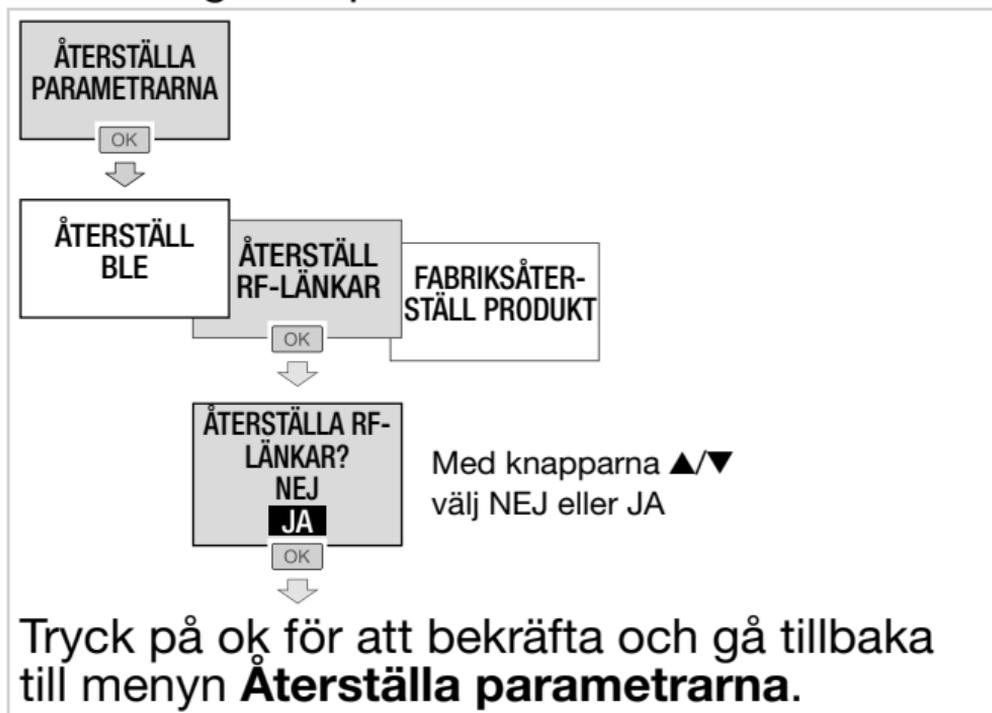 ÅTERSTÄLLA
PARAMETRARNA
OK
ÅTERSTÄLL
BLE
ÅTERSTÄLL
RF-LÄNKAR
OK
FABRIKSÅTER-
STÄLL PRODUKT
ÅTERSTÄLLA RF-
LÄNKAR?
NEJ
JA
OK
Med knapparna ▲/▼
välj NEJ eller JA
Tryck på ok för att bekräfta och gå tillbaka
till menyn Återställa parametrarna.